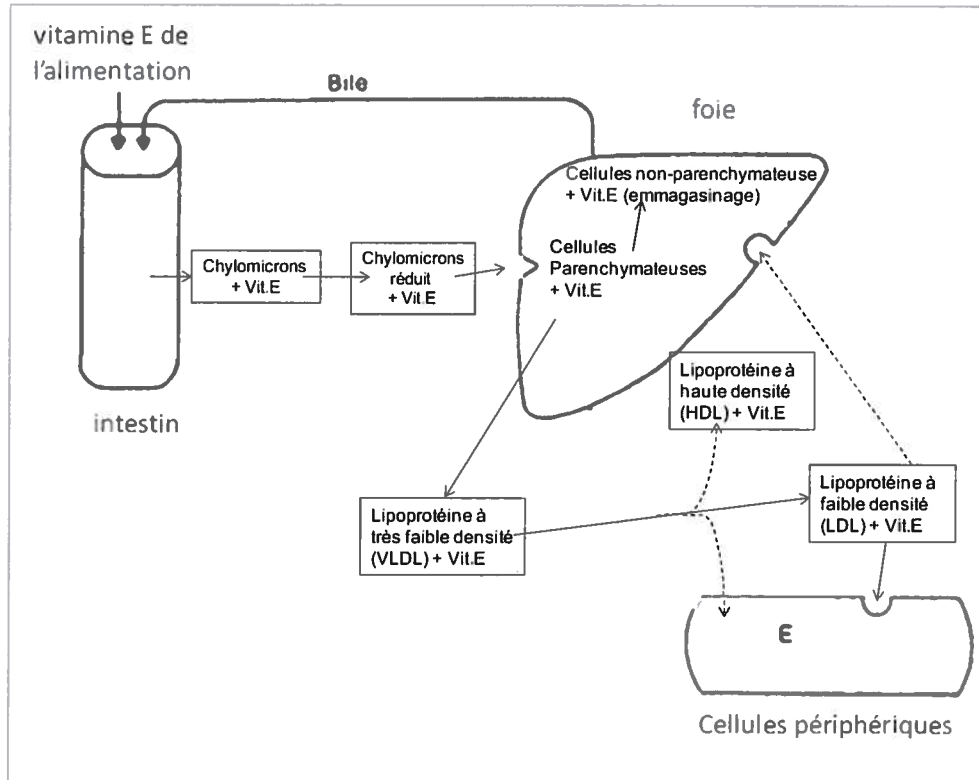 vitamine E de
l'alimentation
Bile
foie
Cellules non-parenchymateuse
+ Vit.E (emmagasinage)
Cellules
Parenchymateuses
+ Vit.E
Chylomicrons
+ Vit.E
Chylomicrons
réduit
+ Vit.E
intestin
Lipoprotéine à
haute densité
(HDL) + Vit.E
Lipoprotéine à
très faible densité
(VLDL) + Vit.E
Lipoprotéine à
faible densité
(LDL) + Vit.E
E
Cellules périphériques